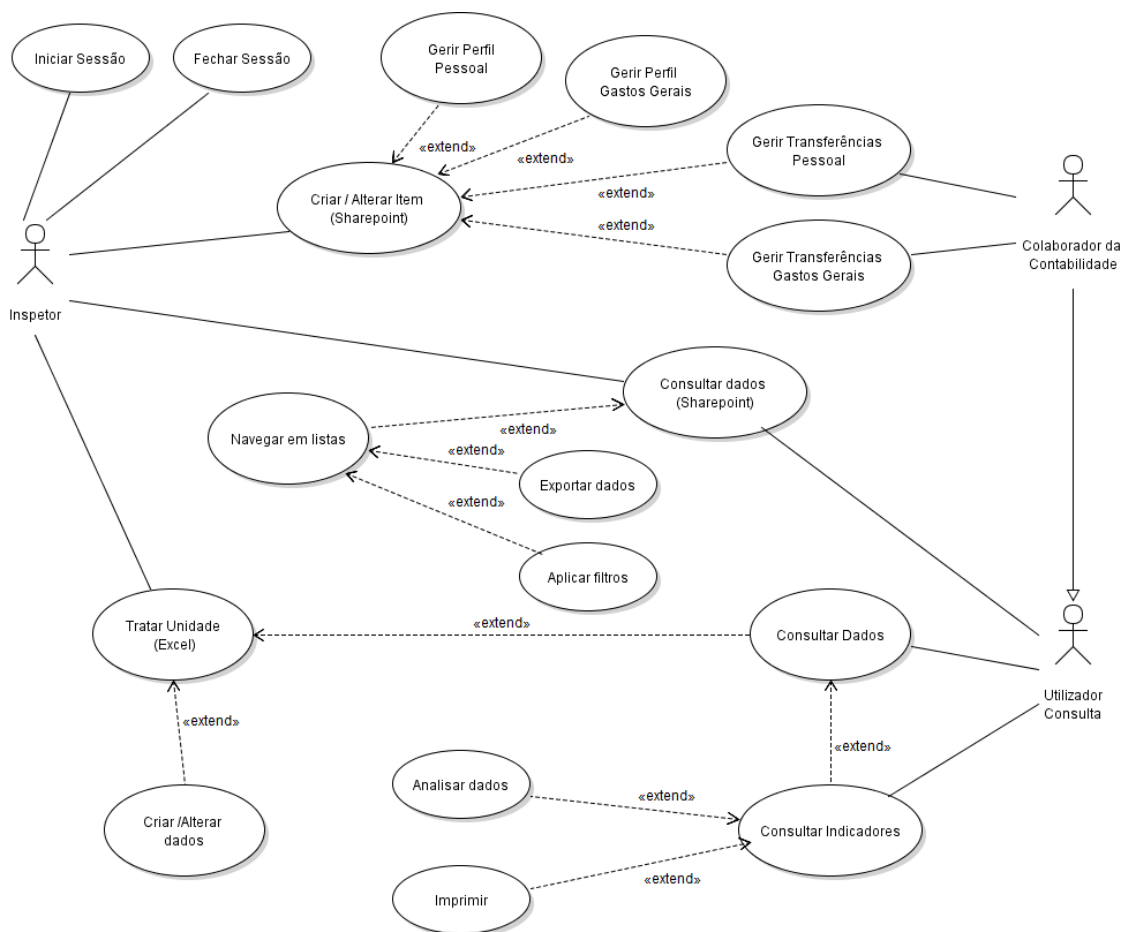 Iniciar Sessão
Fechar Sessão
Gerir Perfil
Pessoal
Gerir Perfil
Gastos Gerais
«extend»
«extend»
Gerir Transferências
Pessoal
Criar / Alterar Item
(Sharepoint)
«extend»
«extend»
Gerir Transferências
Gastos Gerais
Colaborador da
Contabilidade
Inspetor
Consultar dados
(Sharepoint)
Navegar em listas
«extend»
«extend»
Exportar dados
«extend»
Aplicar filtros
Tratar Unidade
(Excel)
«extend»
Consultar Dados
Utilizador
Consulta
«extend»
«extend»
Analisar dados
«extend»
Criar /Alterar
dados
Consultar Indicadores
«extend»
Imprimir